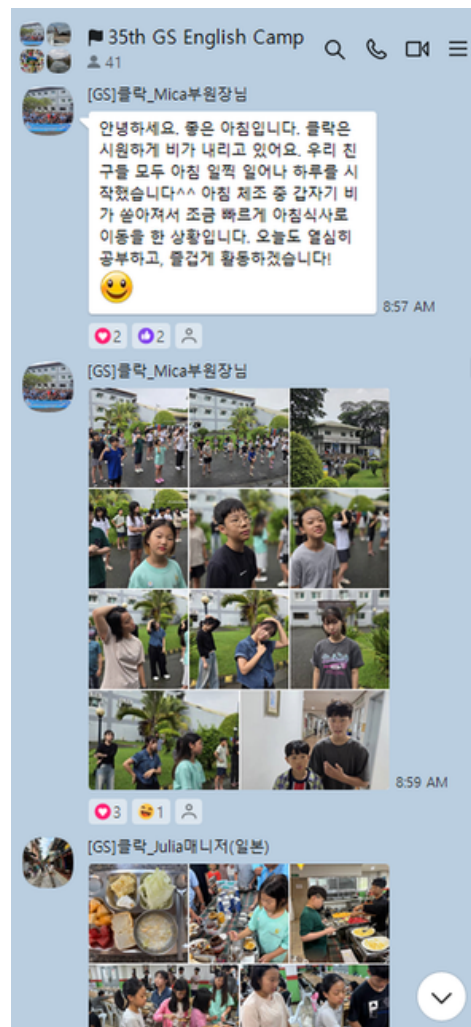 35th GS English Camp
41
[GS]클락_Mica부원장님
안녕하세요. 좋은 아침입니다. 클락은
시원하게 비가 내리고 있어요. 우리 친
구들 모두 아침 일찍 일어나 하루를 시
작했습니다^^ 아침 체조 중 갑자기 비
가 쏟아져서 조금 빠르게 아침식사로
이동을 한 상황입니다. 오늘도 열심히
공부하고, 즐겁게 활동하겠습니다!
8:57 AM
2 2
[GS]클락_Mica부원장님
8:59 AM
3 1
[GS]클락_Julia매니저(일본)